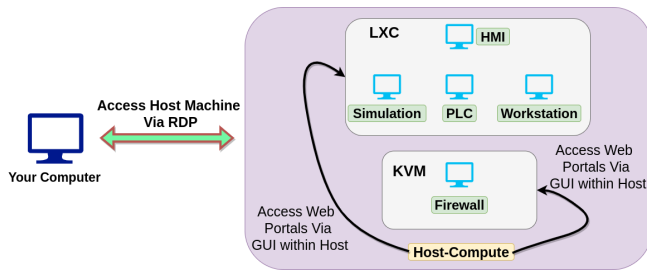 LXC
HMI
Simulation
PLC
Workstation
Access Host Machine
Via RDP
Your Computer
KVM
Firewall
Access Web
Portals Via
GUI within Host
Access Web
Portals Via
GUI within Host
Host-Compute